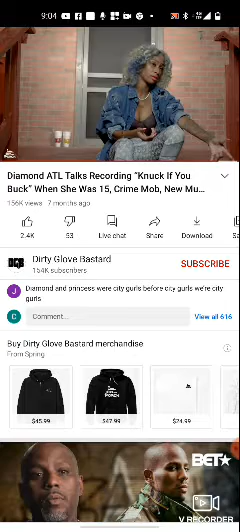 9:04
Diamond ATL Talks Recording "Knuck If You
Buck" When She Was 15, Crime Mob, New Mu...
156K views · 7 months ago
2.4K 53 Live chat Share Download Sa
Dirty Glove Bastard
154K subscribers
SUBSCRIBE
J Diamond and princess were city gurls before city gurls we're city
gurls
C Comment... View all 616
Buy Dirty Glove Bastard merchandise
From Spring
$45.99 $47.99 $24.99
BET
V RECORDER